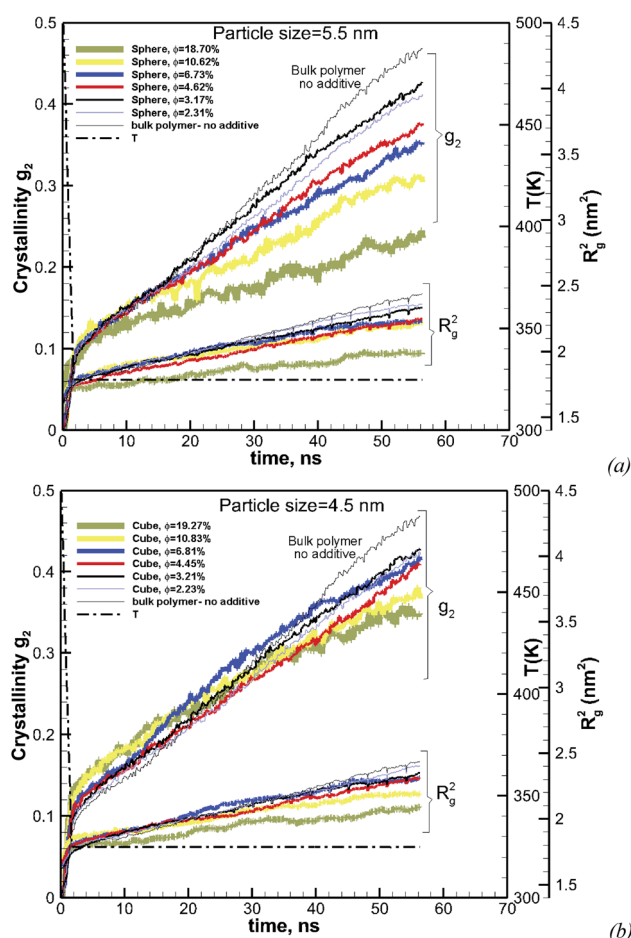 Particle size=5.5 nm
Crystallinity g2
0.5
0.4
0.3
0.2
0.1
0
Sphere, ϕ=18.70%
Sphere, ϕ=10.62%
Sphere, ϕ=6.73%
Sphere, ϕ=4.62%
Sphere, ϕ=3.17%
Sphere, ϕ=2.31%
bulk polymer- no additive
T
Bulk polymer
no additive
g2
Rg2
0 10 20 30 40 50 60 70
time, ns
500
450
400
350
300
T(K)
4.5
4
3.5
3
2.5
2
1.5
Rg2 (nm2)
(a)
Particle size=4.5 nm
Crystallinity g2
0.5
0.4
0.3
0.2
0.1
0
Cube, ϕ=19.27%
Cube, ϕ=10.83%
Cube, ϕ=6.81%
Cube, ϕ=4.45%
Cube, ϕ=3.21%
Cube, ϕ=2.23%
bulk polymer- no additive
T
Bulk polymer
no additive
g2
Rg2
0 10 20 30 40 50 60 70
time, ns
500
450
400
350
300
T(K)
4.5
4
3.5
3
2.5
2
1.5
Rg2 (nm2)
(b)